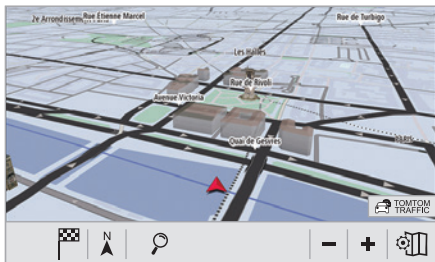 2e Arrondissem
Rue Étienne Marcel
Rue de Turbigo
Les Halles
Rue de Rivoli
Avenue Victoria
Quai de Gesvres
TOMTOM
TRAFFIC
N